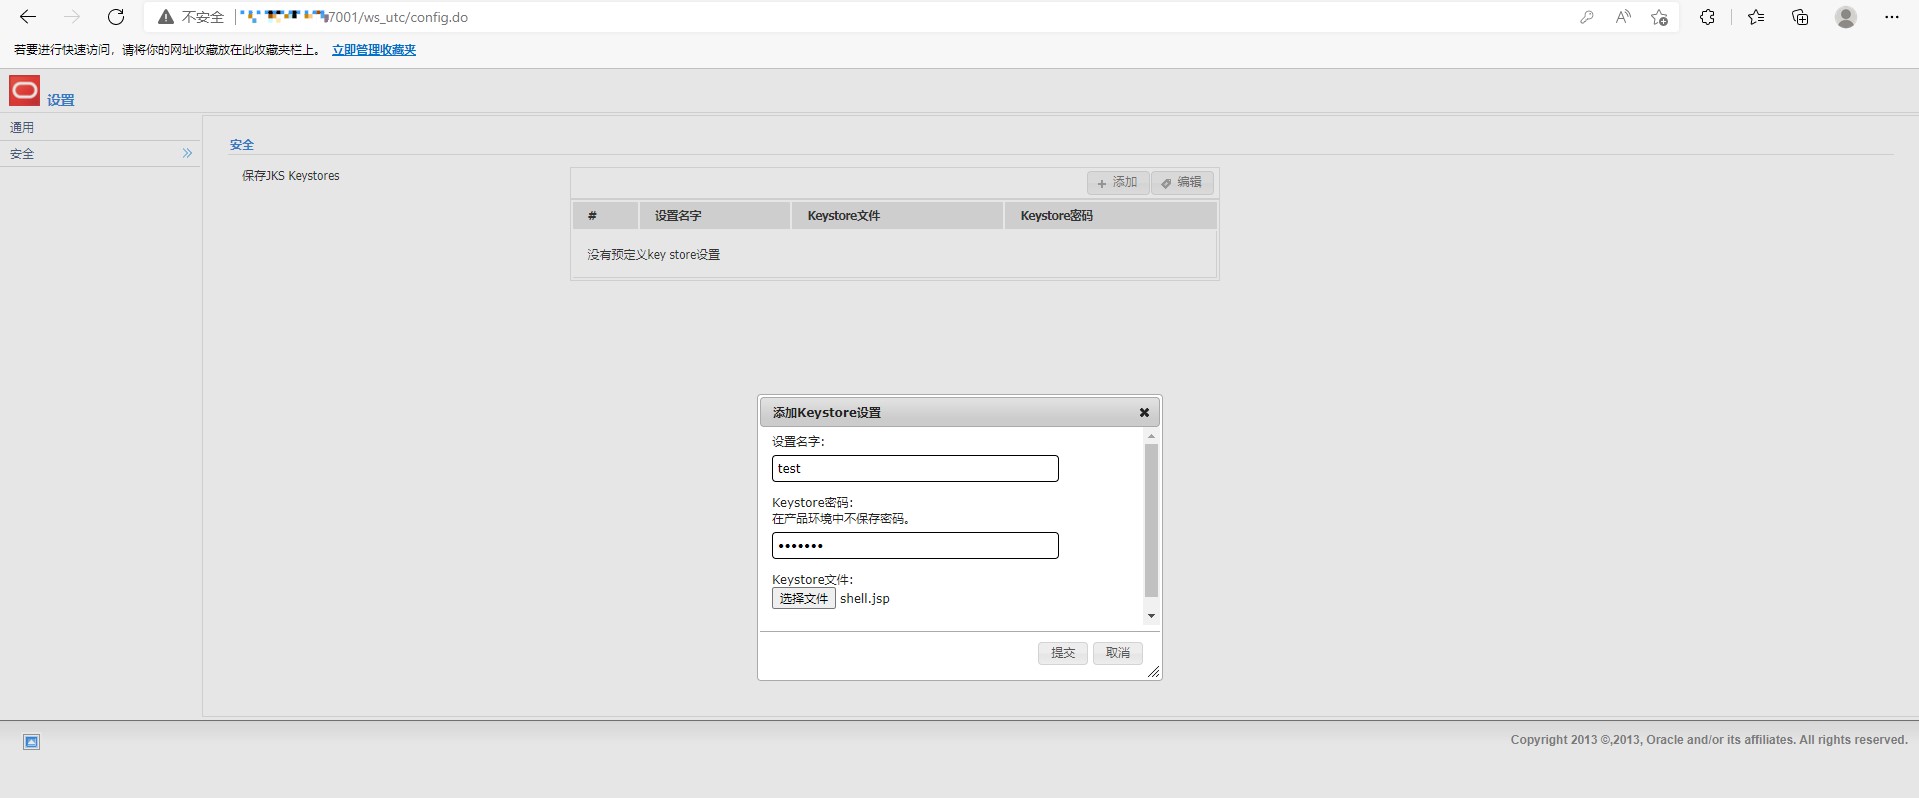 不安全 7001/ws_utc/config.do
若要进行快速访问，请将你的网址收藏放在此收藏夹栏上。 立即管理收藏夹
设置
通用
安全
安全
保存JKS Keystores
添加 编辑
# 设置名字 Keystore文件 Keystore密码
没有预定义key store设置
添加Keystore设置
设置名字:
test
Keystore密码:
在产品环境中不保存密码。
•••••••
Keystore文件:
选择文件 shell.jsp
提交 取消
Copyright 2013 ©,2013, Oracle and/or its affiliates. All rights reserved.